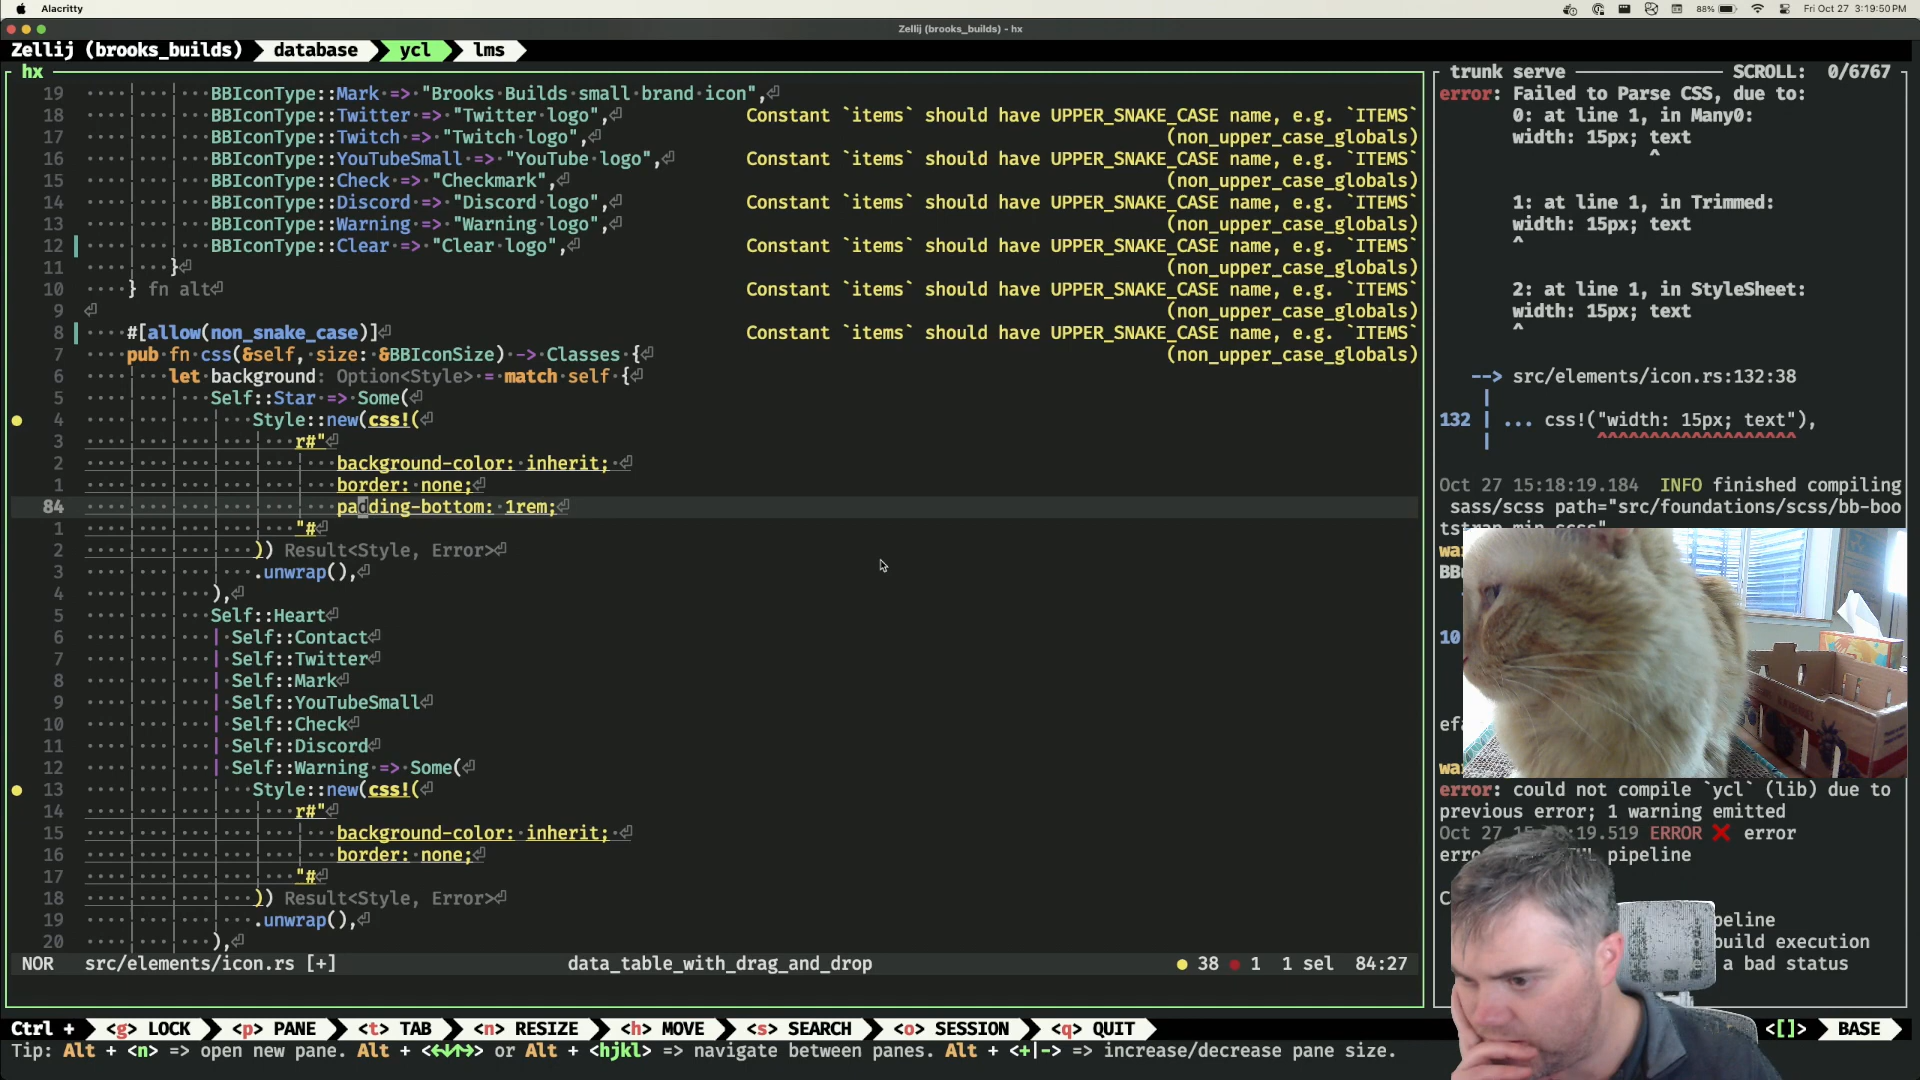 Alacritty
88%
Fri Oct 27 3:19:50 PM
Zellij (brooks_builds) - hx
Zellij (brooks_builds) database ycl lms
hx
19 BBIconType::Mark => "Brooks Builds small brand icon",
18 BBIconType::Twitter => "Twitter logo", Constant `items` should have UPPER_SNAKE_CASE name, e.g. `ITEMS`
17 BBIconType::Twitch => "Twitch logo", (non_upper_case_globals)
16 BBIconType::YouTubeSmall => "YouTube logo", Constant `items` should have UPPER_SNAKE_CASE name, e.g. `ITEMS`
15 BBIconType::Check => "Checkmark", (non_upper_case_globals)
14 BBIconType::Discord => "Discord logo", Constant `items` should have UPPER_SNAKE_CASE name, e.g. `ITEMS`
13 BBIconType::Warning => "Warning logo", (non_upper_case_globals)
12 BBIconType::Clear => "Clear logo", Constant `items` should have UPPER_SNAKE_CASE name, e.g. `ITEMS`
11 } (non_upper_case_globals)
10 } fn alt Constant `items` should have UPPER_SNAKE_CASE name, e.g. `ITEMS`
9 (non_upper_case_globals)
8 #[allow(non_snake_case)] Constant `items` should have UPPER_SNAKE_CASE name, e.g. `ITEMS`
7 pub fn css(&self, size: &BBIconSize) -> Classes { (non_upper_case_globals)
6 let background: Option<Style> = match self {
5 Self::Star => Some(
4 Style::new(css!(
3 r#"
2 background-color: inherit;
1 border: none;
84 padding-bottom: 1rem;
1 "#
2 )) Result<Style, Error>
3 .unwrap(),
4 ),
5 Self::Heart
6 | Self::Contact
7 | Self::Twitter
8 | Self::Mark
9 | Self::YouTubeSmall
10 | Self::Check
11 | Self::Discord
12 | Self::Warning => Some(
13 Style::new(css!(
14 r#"
15 background-color: inherit;
16 border: none;
17 "#
18 )) Result<Style, Error>
19 .unwrap(),
20 ),
NOR src/elements/icon.rs [+] data_table_with_drag_and_drop 38 1 1 sel 84:27
trunk serve SCROLL: 0/6767
error: Failed to Parse CSS, due to:
0: at line 1, in Many0:
width: 15px; text
^
1: at line 1, in Trimmed:
width: 15px; text
^
2: at line 1, in StyleSheet:
width: 15px; text
^
--> src/elements/icon.rs:132:38
|
132 | ... css!("width: 15px; text"),
| ^^^^^^^^^^^^^^^^^^^
Oct 27 15:18:19.184 INFO finished compiling
sass/scss path="src/foundations/scss/bb-boo
tstrap.min.scss"
10
error: could not compile `ycl` (lib) due to
previous error; 1 warning emitted
Oct 27 ERROR ❌ error
pipeline
build execution
a bad status
Ctrl + <g> LOCK <p> PANE <t> TAB <n> RESIZE <h> MOVE <s> SEARCH <o> SESSION <q> QUIT <[]> BASE
Tip: Alt + <n> => open new pane. Alt + <←↓↑→> or Alt + <hjkl> => navigate between panes. Alt + <+|-> => increase/decrease pane size.